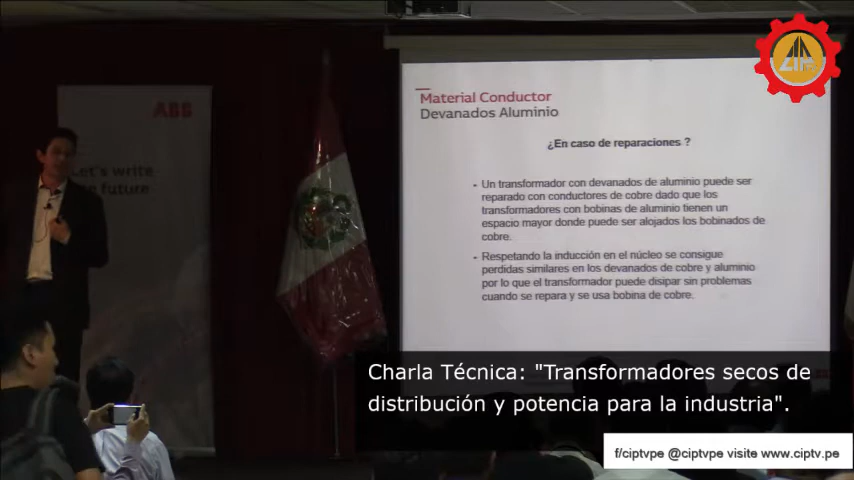 ABB
Let's write
the future
CIP
Material Conductor
Devanados Aluminio
¿En caso de reparaciones ?
• Un transformador con devanados de aluminio puede ser
reparado con conductores de cobre dado que los
transformadores con bobinas de aluminio tienen un
espacio mayor donde puede ser alojados los bobinados de
cobre.
• Respetando la inducción en el núcleo se consigue
perdidas similares en los devanados de cobre y aluminio
por lo que el transformador puede disipar sin problemas
cuando se repara y se usa bobina de cobre.
Charla Técnica: "Transformadores secos de
distribución y potencia para la industria".
f/ciptvpe @ciptvpe visite www.ciptv.pe